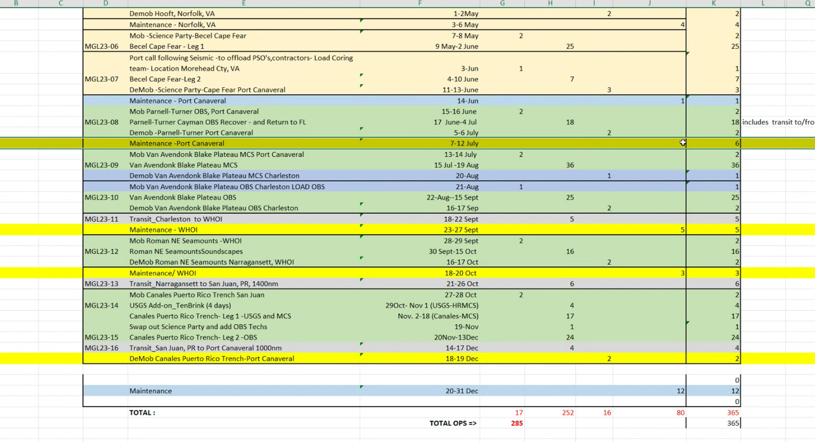 B C D E F G H I J K L Q
Demob Hooft, Norfolk, VA 1-2May 2 2
Maintenance - Norfolk, VA 3-6 May 4 4
Mob -Science Party-Becel Cape Fear 7-8 May 2 2
MGL23-06 Becel Cape Fear - Leg 1 9 May-2 June 25 25
Port call following Seismic -to offload PSO's,contractors- Load Coring
team- Location Morehead Cty, VA 3-Jun 1 1
MGL23-07 Becel Cape Fear-Leg 2 4-10 June 7 7
DeMob -Science Party-Cape Fear Port Canaveral 11-13-June 3 3
Maintenance - Port Canaveral 14-Jun 1 1
Mob Parnell-Turner OBS, Port Canaveral 15-16 June 2 2
MGL23-08 Parnell-Turner Cayman OBS Recover - and Return to FL 17 June-4 Jul 18 18 includes transit to/fro
Demob -Parnell-Turner Port Canaveral 5-6 July 2 2
Maintenance -Port Canaveral 7-12 July 6
Mob Van Avendonk Blake Plateau MCS Port Canaveral 13-14 July 2 2
MGL23-09 Van Avendonk Blake Plateau MCS 15 Jul -19 Aug 36 36
Demob Van Avendonk Blake Plateau MCS Charleston 20-Aug 1 1
Mob Van Avendonk Blake Plateau OBS Charleston LOAD OBS 21-Aug 1 1
MGL23-10 Van Avendonk Blake Plateau OBS 22-Aug--15 Sept 25 25
Demob Van Avendonk Blake Plateau OBS Charleston 16-17 Sep 2 2
MGL23-11 Transit_Charleston to WHOI 18-22 Sept 5 5
Maintenance - WHOI 23-27 Sept 5 5
Mob Roman NE Seamounts -WHOI 28-29 Sept 2 2
MGL23-12 Roman NE SeamountsSoundscapes 30 Sept-15 Oct 16 16
DeMob Roman NE Seamounts Narragansett, WHOI 16-17 Oct 2 2
Maintenance/ WHOI 18-20 Oct 3 3
MGL23-13 Transit_Narragansett to San Juan, PR, 1400nm 21-26 Oct 6 6
Mob Canales Puerto Rico Trench San Juan 27-28 Oct 2 2
MGL23-14 USGS Add-on_TenBrink (4 days) 29Oct- Nov 1 (USGS-HRMCS) 4 4
Canales Puerto Rico Trench- Leg 1 -USGS and MCS Nov. 2-18 (Canales-MCS) 17 17
Swap out Science Party and add OBS Techs 19-Nov 1 1
MGL23-15 Canales Puerto Rico Trench- Leg 2 -OBS 20Nov-13Dec 24 24
MGL23-16 Transit_San Juan, PR to Port Canaveral 1000nm 14-17 Dec 4 4
DeMob Canales Puerto Rico Trench-Port Canaveral 18-19 Dec 2 2
0
Maintenance 20-31 Dec 12 12
0
TOTAL : 17 252 16 80 365
TOTAL OPS => 285 365